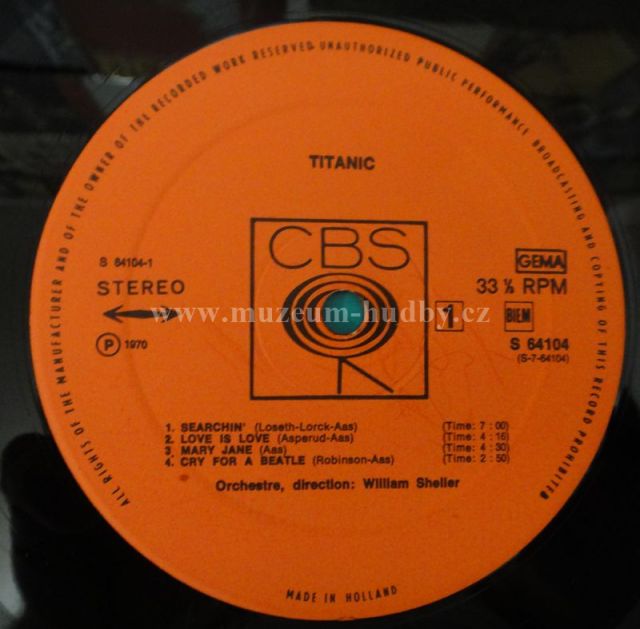 ALL RIGHTS OF THE MANUFACTURER AND OF THE OWNER OF THE RECORDED WORK RESERVED-UNAUTHORIZED PUBLIC PERFORMANCE BROADCASTING AND COPYING OF THIS RECORD PROHIBITED
TITANIC
CBS
S 64104-1
STEREO
P 1970
GEMA
33 ⅓ RPM
1
BIEM
S 64104
(S-7-64104)
www.muzeum-hudby.cz
1. SEARCHIN' (Loseth-Lorck-Aas) (Time: 7 : 00)
2. LOVE IS LOVE (Asperud-Aas) (Time: 4 : 16)
3. MARY JANE (Aas) (Time: 4 : 30)
4. CRY FOR A BEATLE (Robinson-Aas) (Time: 2 : 50)
Orchestre, direction: William Sheller
MADE IN HOLLAND